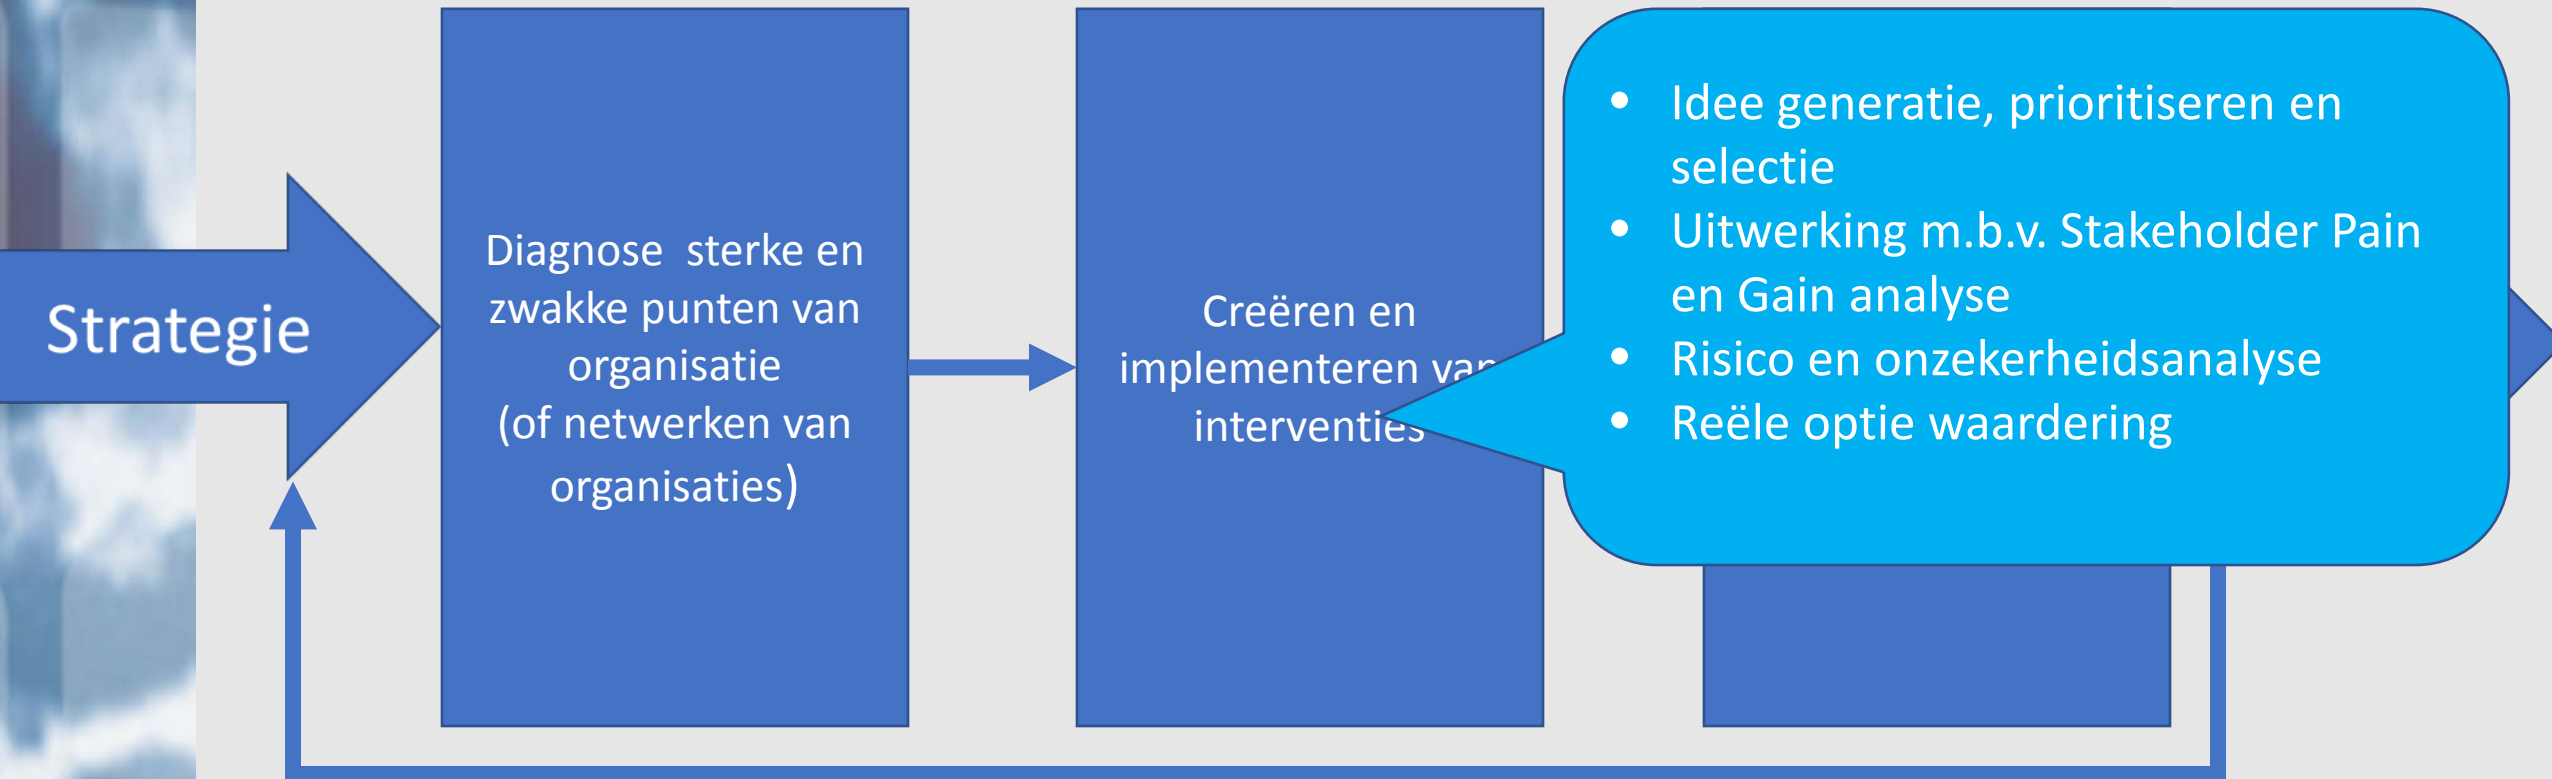 Strategie
Diagnose  sterke en
zwakke punten van
organisatie
(of netwerken van
organisaties)
Creëren en
implementeren van
interventies
• Idee generatie, prioritiseren en
selectie
• Uitwerking m.b.v. Stakeholder Pain
en Gain analyse
• Risico en onzekerheidsanalyse
• Reële optie waardering